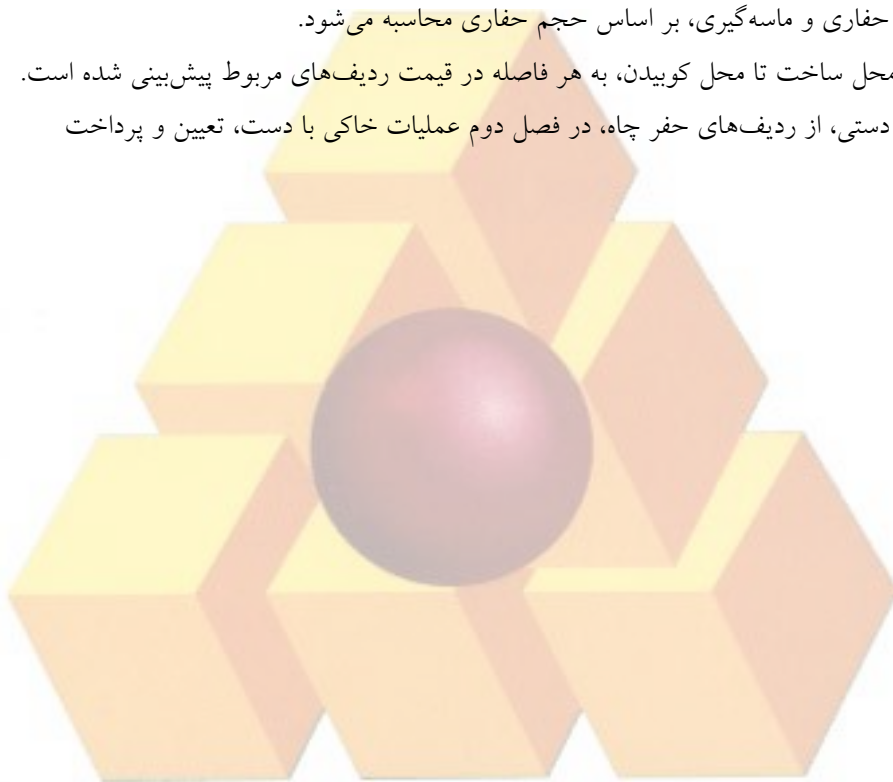 حفاری و ماسه‌گیری، بر اساس حجم حفاری محاسبه می‌شود.
محل ساخت تا محل کوبیدن، به هر فاصله در قیمت ردیف‌های مربوط پیش‌بینی شده است.
دستی، از ردیف‌های حفر چاه، در فصل دوم عملیات خاکی با دست، تعیین و پرداخت